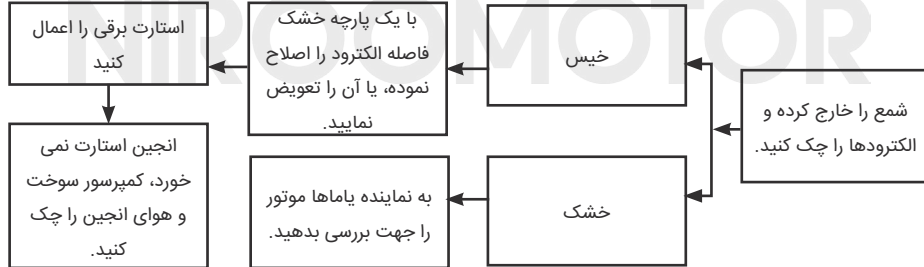 NIROOMOTOR
شمع را خارج کرده و
الکترودها را چک کنید.
خیس
با یک پارچه خشک
فاصله الکترود را اصلاح
نموده، یا آن را تعویض
نمایید.
استارت برقی را اعمال
کنید
انجین استارت نمی
خورد، کمپرسور سوخت
و هوای انجین را چک
کنید.
خشک
به نماینده یاماها موتور
را جهت بررسی بدهید.